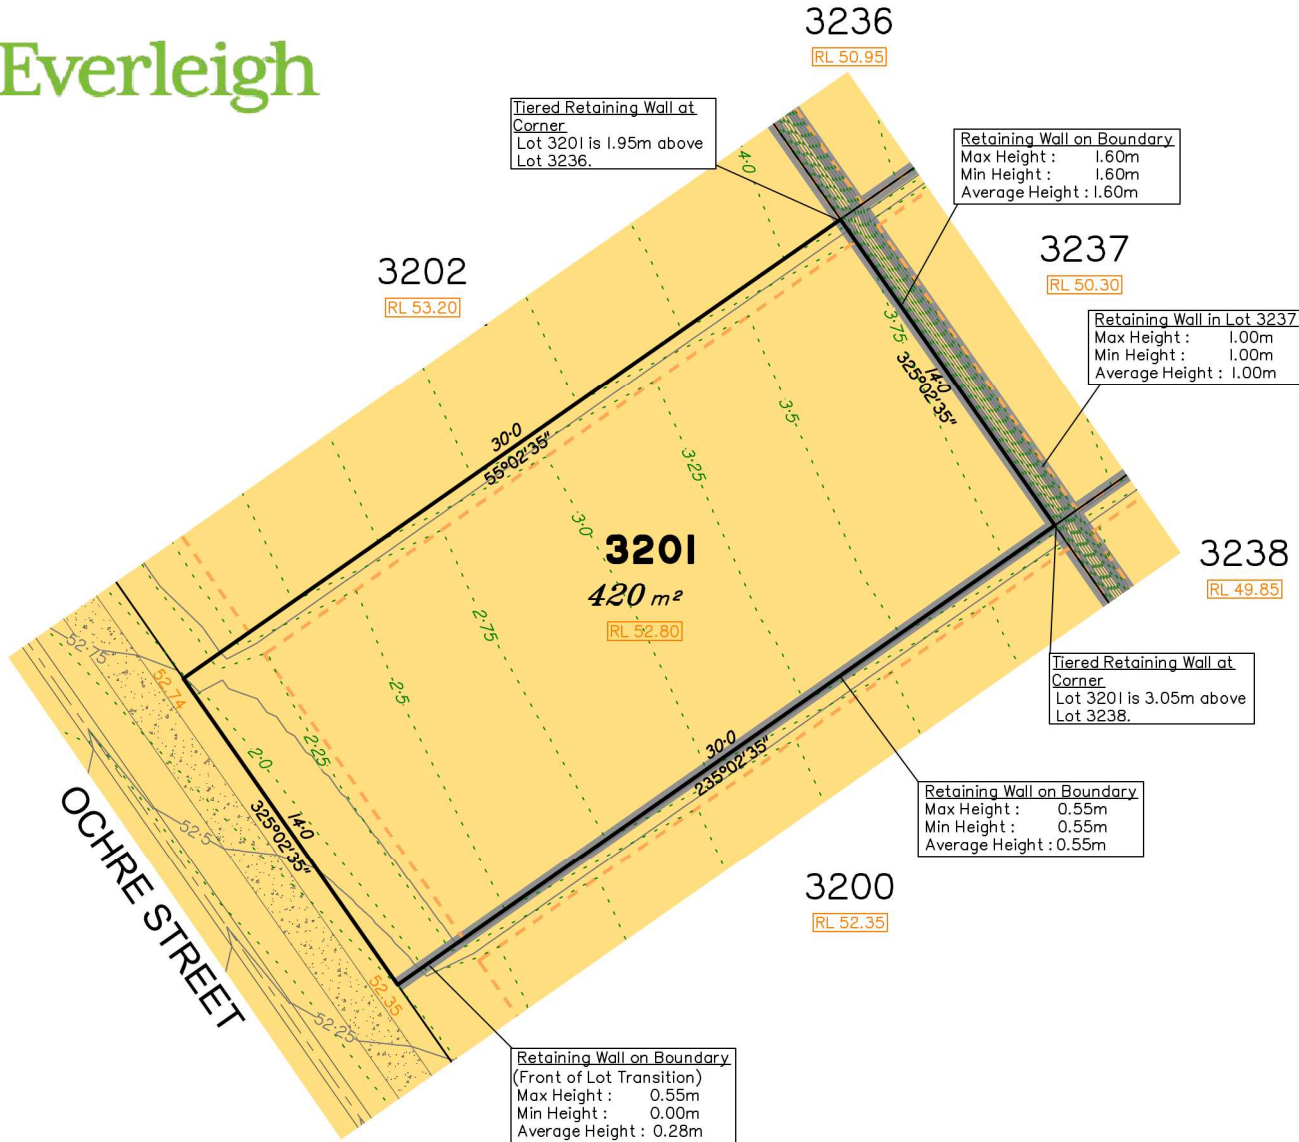 Everleigh
3236
RL 50.95
Tiered Retaining Wall at
Corner
Lot 3201 is 1.95m above
Lot 3236.
Retaining Wall on Boundary
Max Height : 1.60m
Min Height : 1.60m
Average Height : 1.60m
4·0
3237
RL 50.30
3202
RL 53.20
Retaining Wall in Lot 3237
Max Height : 1.00m
Min Height : 1.00m
Average Height : 1.00m
3·75
14·0
325°02'35"
30·0
55°02'35"
3·5
3·25
3·0
3201
420 m²
RL 52.80
3238
RL 49.85
2·75
2·5
2·25
2·0
52·75
52.74
Tiered Retaining Wall at
Corner
Lot 3201 is 3.05m above
Lot 3238.
30·0
235°02'35"
Retaining Wall on Boundary
Max Height : 0.55m
Min Height : 0.55m
Average Height : 0.55m
14·0
325°02'35"
52·5
OCHRE STREET
3200
RL 52.35
52.35
52·25
Retaining Wall on Boundary
(Front of Lot Transition)
Max Height : 0.55m
Min Height : 0.00m
Average Height : 0.28m